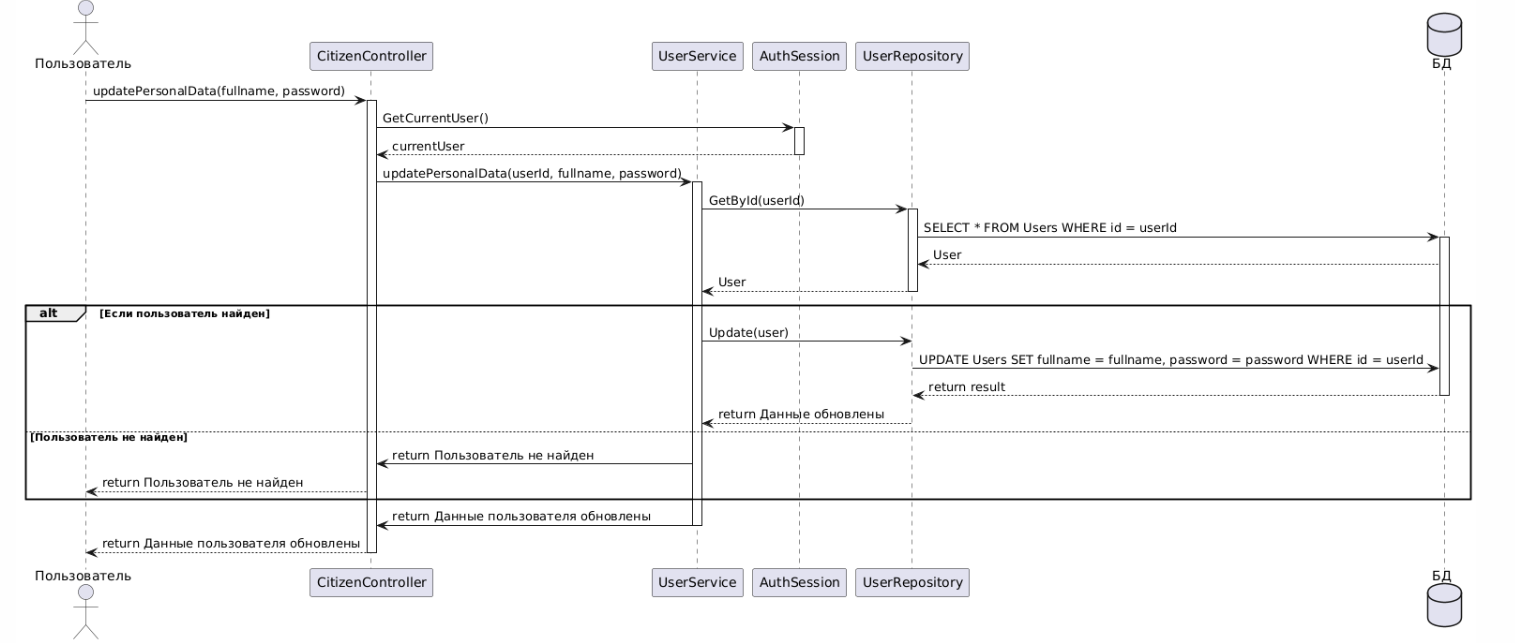 Пользователь
CitizenController
UserService
AuthSession
UserRepository
БД
updatePersonalData(fullname, password)
GetCurrentUser()
currentUser
updatePersonalData(userId, fullname, password)
GetById(userId)
SELECT * FROM Users WHERE id = userId
User
User
alt [Если пользователь найден]
Update(user)
UPDATE Users SET fullname = fullname, password = password WHERE id = userId
return result
return Данные обновлены
[Пользователь не найден]
return Пользователь не найден
return Пользователь не найден
return Данные пользователя обновлены
return Данные пользователя обновлены
Пользователь
CitizenController
UserService
AuthSession
UserRepository
БД